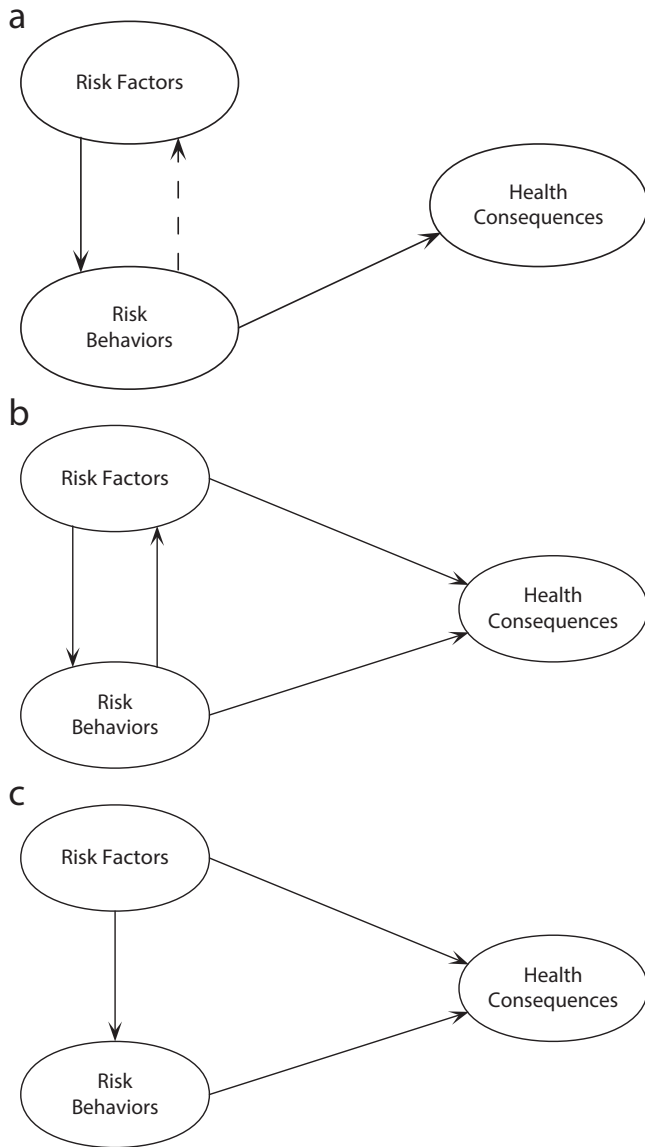 a
Risk Factors
Health
Consequences
Risk
Behaviors
b
Risk Factors
Health
Consequences
Risk
Behaviors
c
Risk Factors
Health
Consequences
Risk
Behaviors